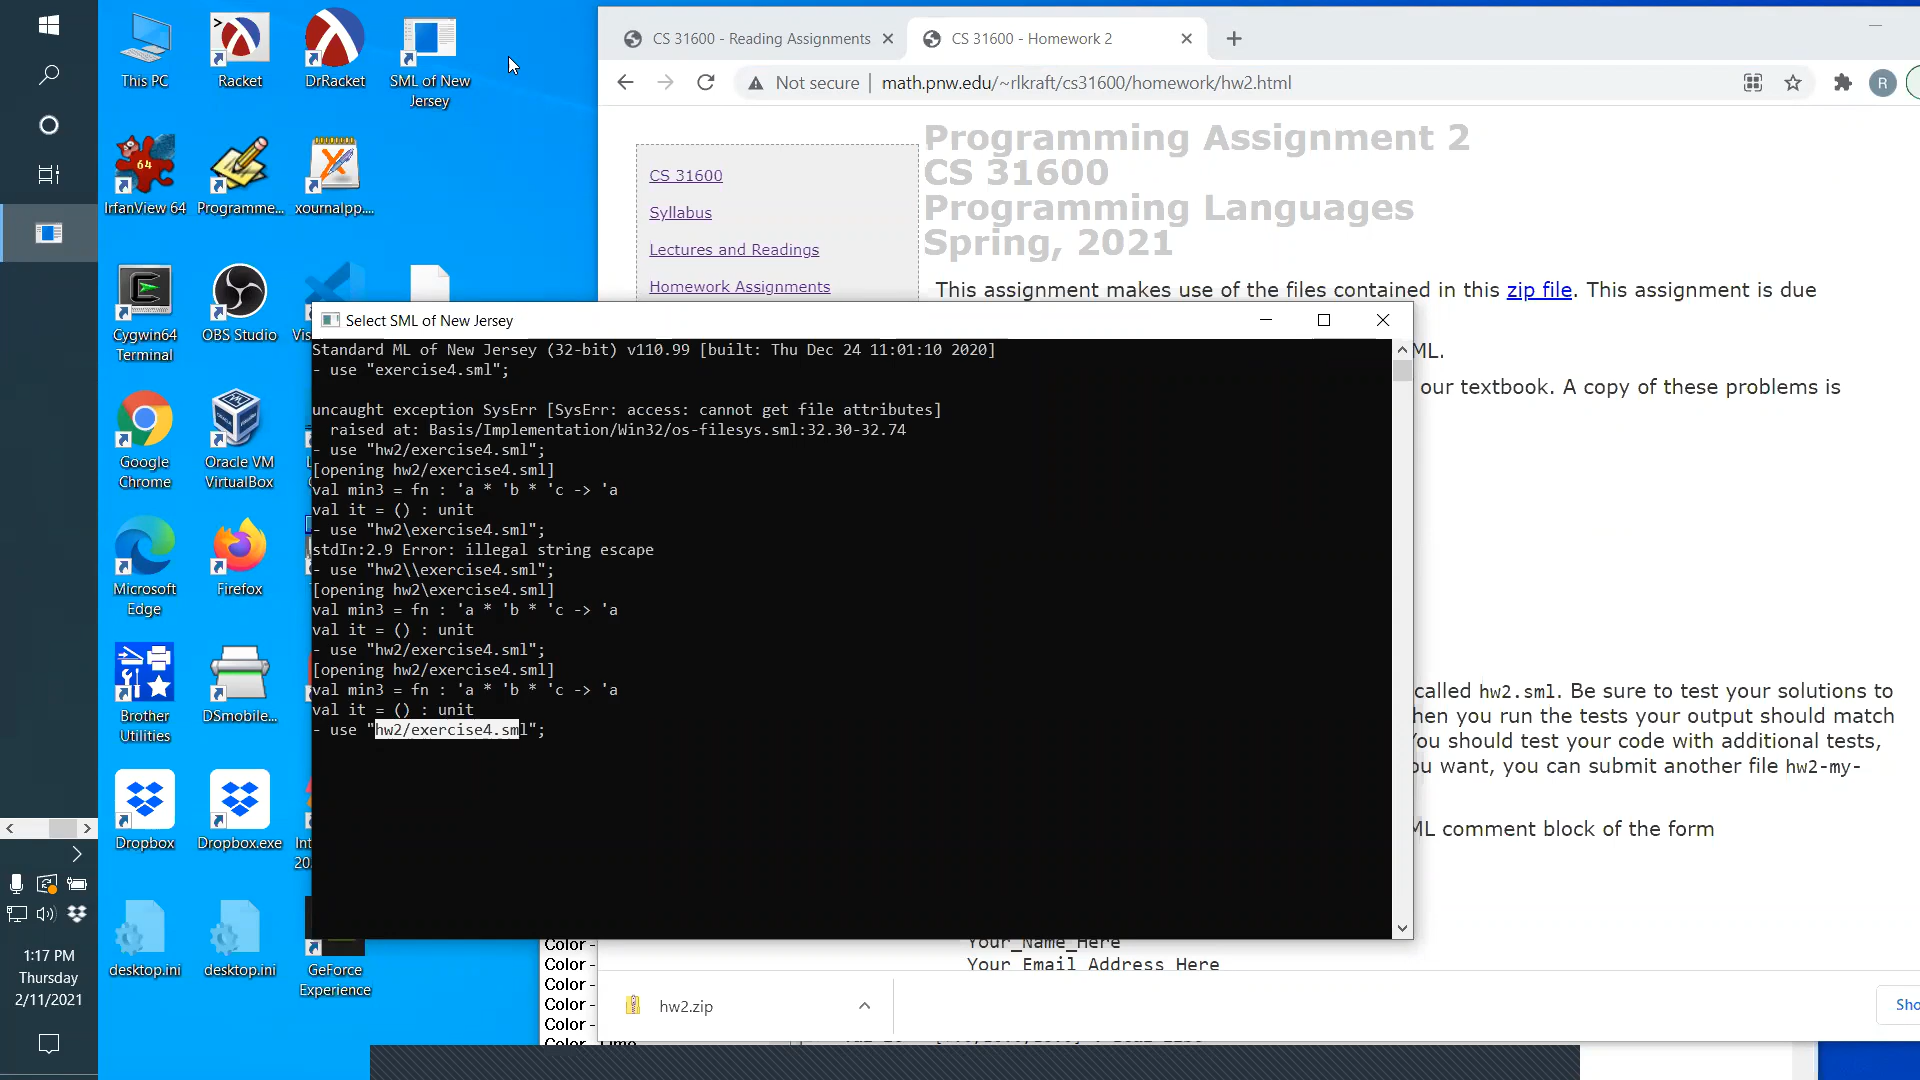 This PC
Racket
DrRacket
SML of New
Jersey
IrfanView 64
Programme...
xournalpp....
Cygwin64
Terminal
OBS Studio
Google
Chrome
Oracle VM
VirtualBox
Microsoft
Edge
Firefox
Brother
Utilities
DSmobile...
Dropbox
Dropbox.exe
desktop.ini
desktop.ini
GeForce
Experience
1:17 PM
Thursday
2/11/2021
CS 31600 - Reading Assignments
CS 31600 - Homework 2
Not secure
math.pnw.edu/~rlkraft/cs31600/homework/hw2.html
R
CS 31600
Syllabus
Lectures and Readings
Homework Assignments
Programming Assignment 2
CS 31600
Programming Languages
Spring, 2021
This assignment makes use of the files contained in this zip file. This assignment is due
ML.
our textbook. A copy of these problems is
called hw2.sml. Be sure to test your solutions to
hen you run the tests your output should match
You should test your code with additional tests,
ou want, you can submit another file hw2-my-
ML comment block of the form
Your_Name_Here
Your Email Address Here
Select SML of New Jersey
Standard ML of New Jersey (32-bit) v110.99 [built: Thu Dec 24 11:01:10 2020]
- use "exercise4.sml";
uncaught exception SysErr [SysErr: access: cannot get file attributes]
raised at: Basis/Implementation/Win32/os-filesys.sml:32.30-32.74
- use "hw2/exercise4.sml";
[opening hw2/exercise4.sml]
val min3 = fn : 'a * 'b * 'c -> 'a
val it = () : unit
- use "hw2\exercise4.sml";
stdIn:2.9 Error: illegal string escape
- use "hw2\\exercise4.sml";
[opening hw2\exercise4.sml]
val min3 = fn : 'a * 'b * 'c -> 'a
val it = () : unit
- use "hw2/exercise4.sml";
[opening hw2/exercise4.sml]
val min3 = fn : 'a * 'b * 'c -> 'a
val it = () : unit
- use "hw2/exercise4.sml";
Color -
Color -
Color -
Color -
Color -
hw2.zip
Sho